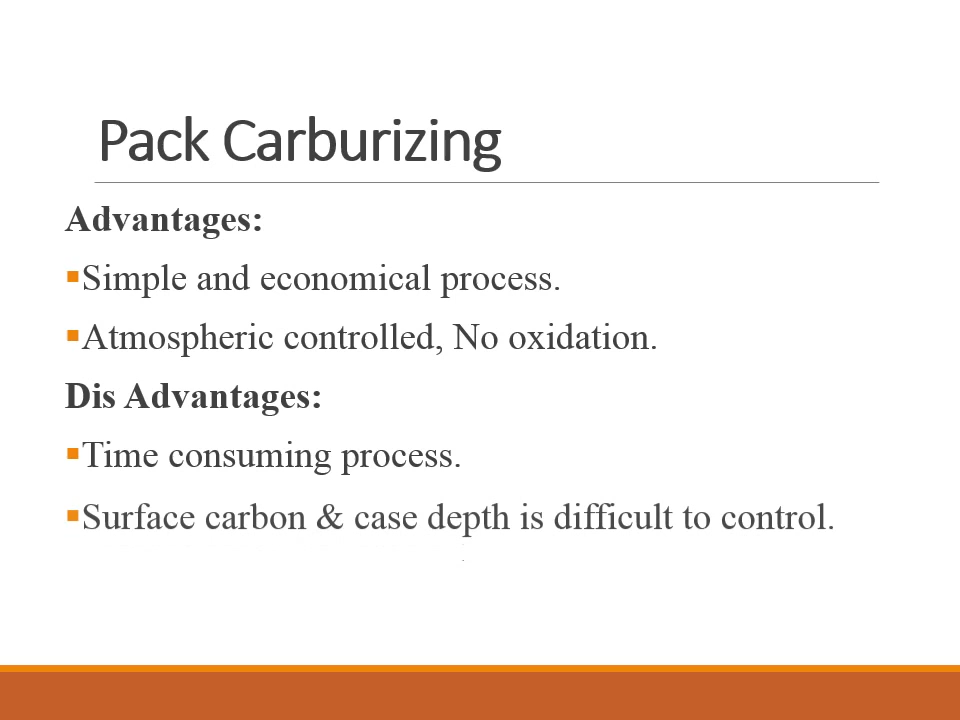 Pack Carburizing
Advantages:
▪Simple and economical process.
▪Atmospheric controlled, No oxidation.
Dis Advantages:
▪Time consuming process.
▪Surface carbon & case depth is difficult to control.